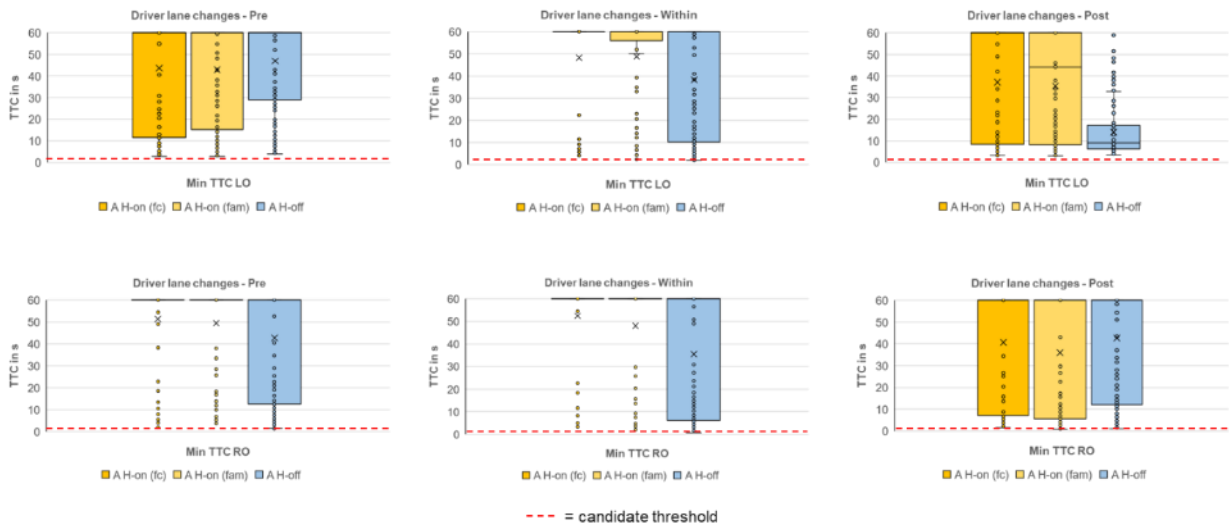 Driver lane changes - Pre
60
50
40
30
20
10
0
TTC in s
Min TTC LO
A H-on (fc) A H-on (fam) A H-off
Driver lane changes - Within
60
50
40
30
20
10
0
TTC in s
Min TTC LO
A H-on (fc) A H-on (fam) A H-off
Driver lane changes - Post
60
50
40
30
20
10
0
TTC in s
Min TTC LO
A H-on (fc) A H-on (fam) A H-off
Driver lane changes - Pre
60
50
40
30
20
10
0
TTC in s
Min TTC RO
A H-on (fc) A H-on (fam) A H-off
Driver lane changes - Within
60
50
40
30
20
10
0
TTC in s
Min TTC RO
A H-on (fc) A H-on (fam) A H-off
Driver lane changes - Post
60
50
40
30
20
10
0
TTC in s
Min TTC RO
A H-on (fc) A H-on (fam) A H-off
= candidate threshold